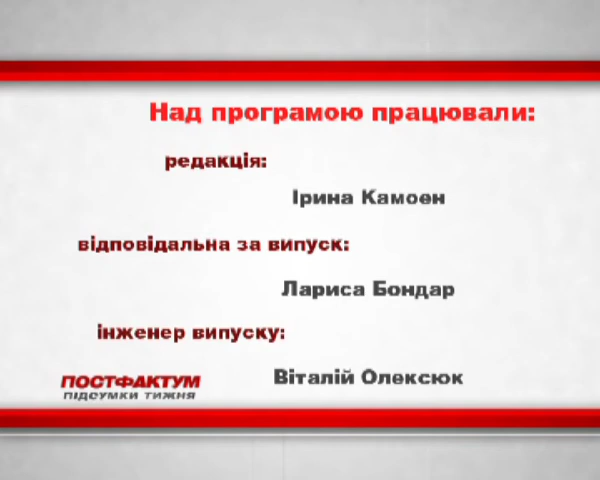 Над програмою працювали:
редакція:
Ірина Камоен
відповідальна за випуск:
Лариса Бондар
інженер випуску:
Віталій Олексюк
ПОСТФАКТУМ
ПІДСУМКИ ТИЖНЯ